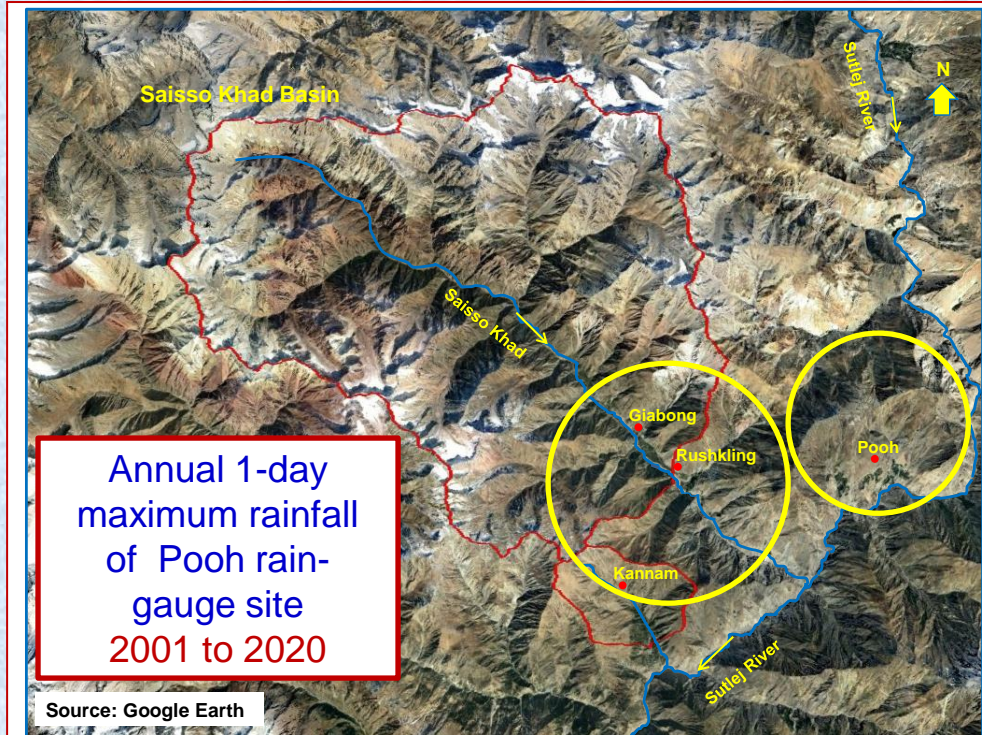 Saisso Khad Basin
Sutlej River
N
Saisso Khad
Giabong
Rushkling
Pooh
Kannam
Sutlej River
Annual 1-day
maximum rainfall
of Pooh rain-
gauge site
2001 to 2020
Source: Google Earth